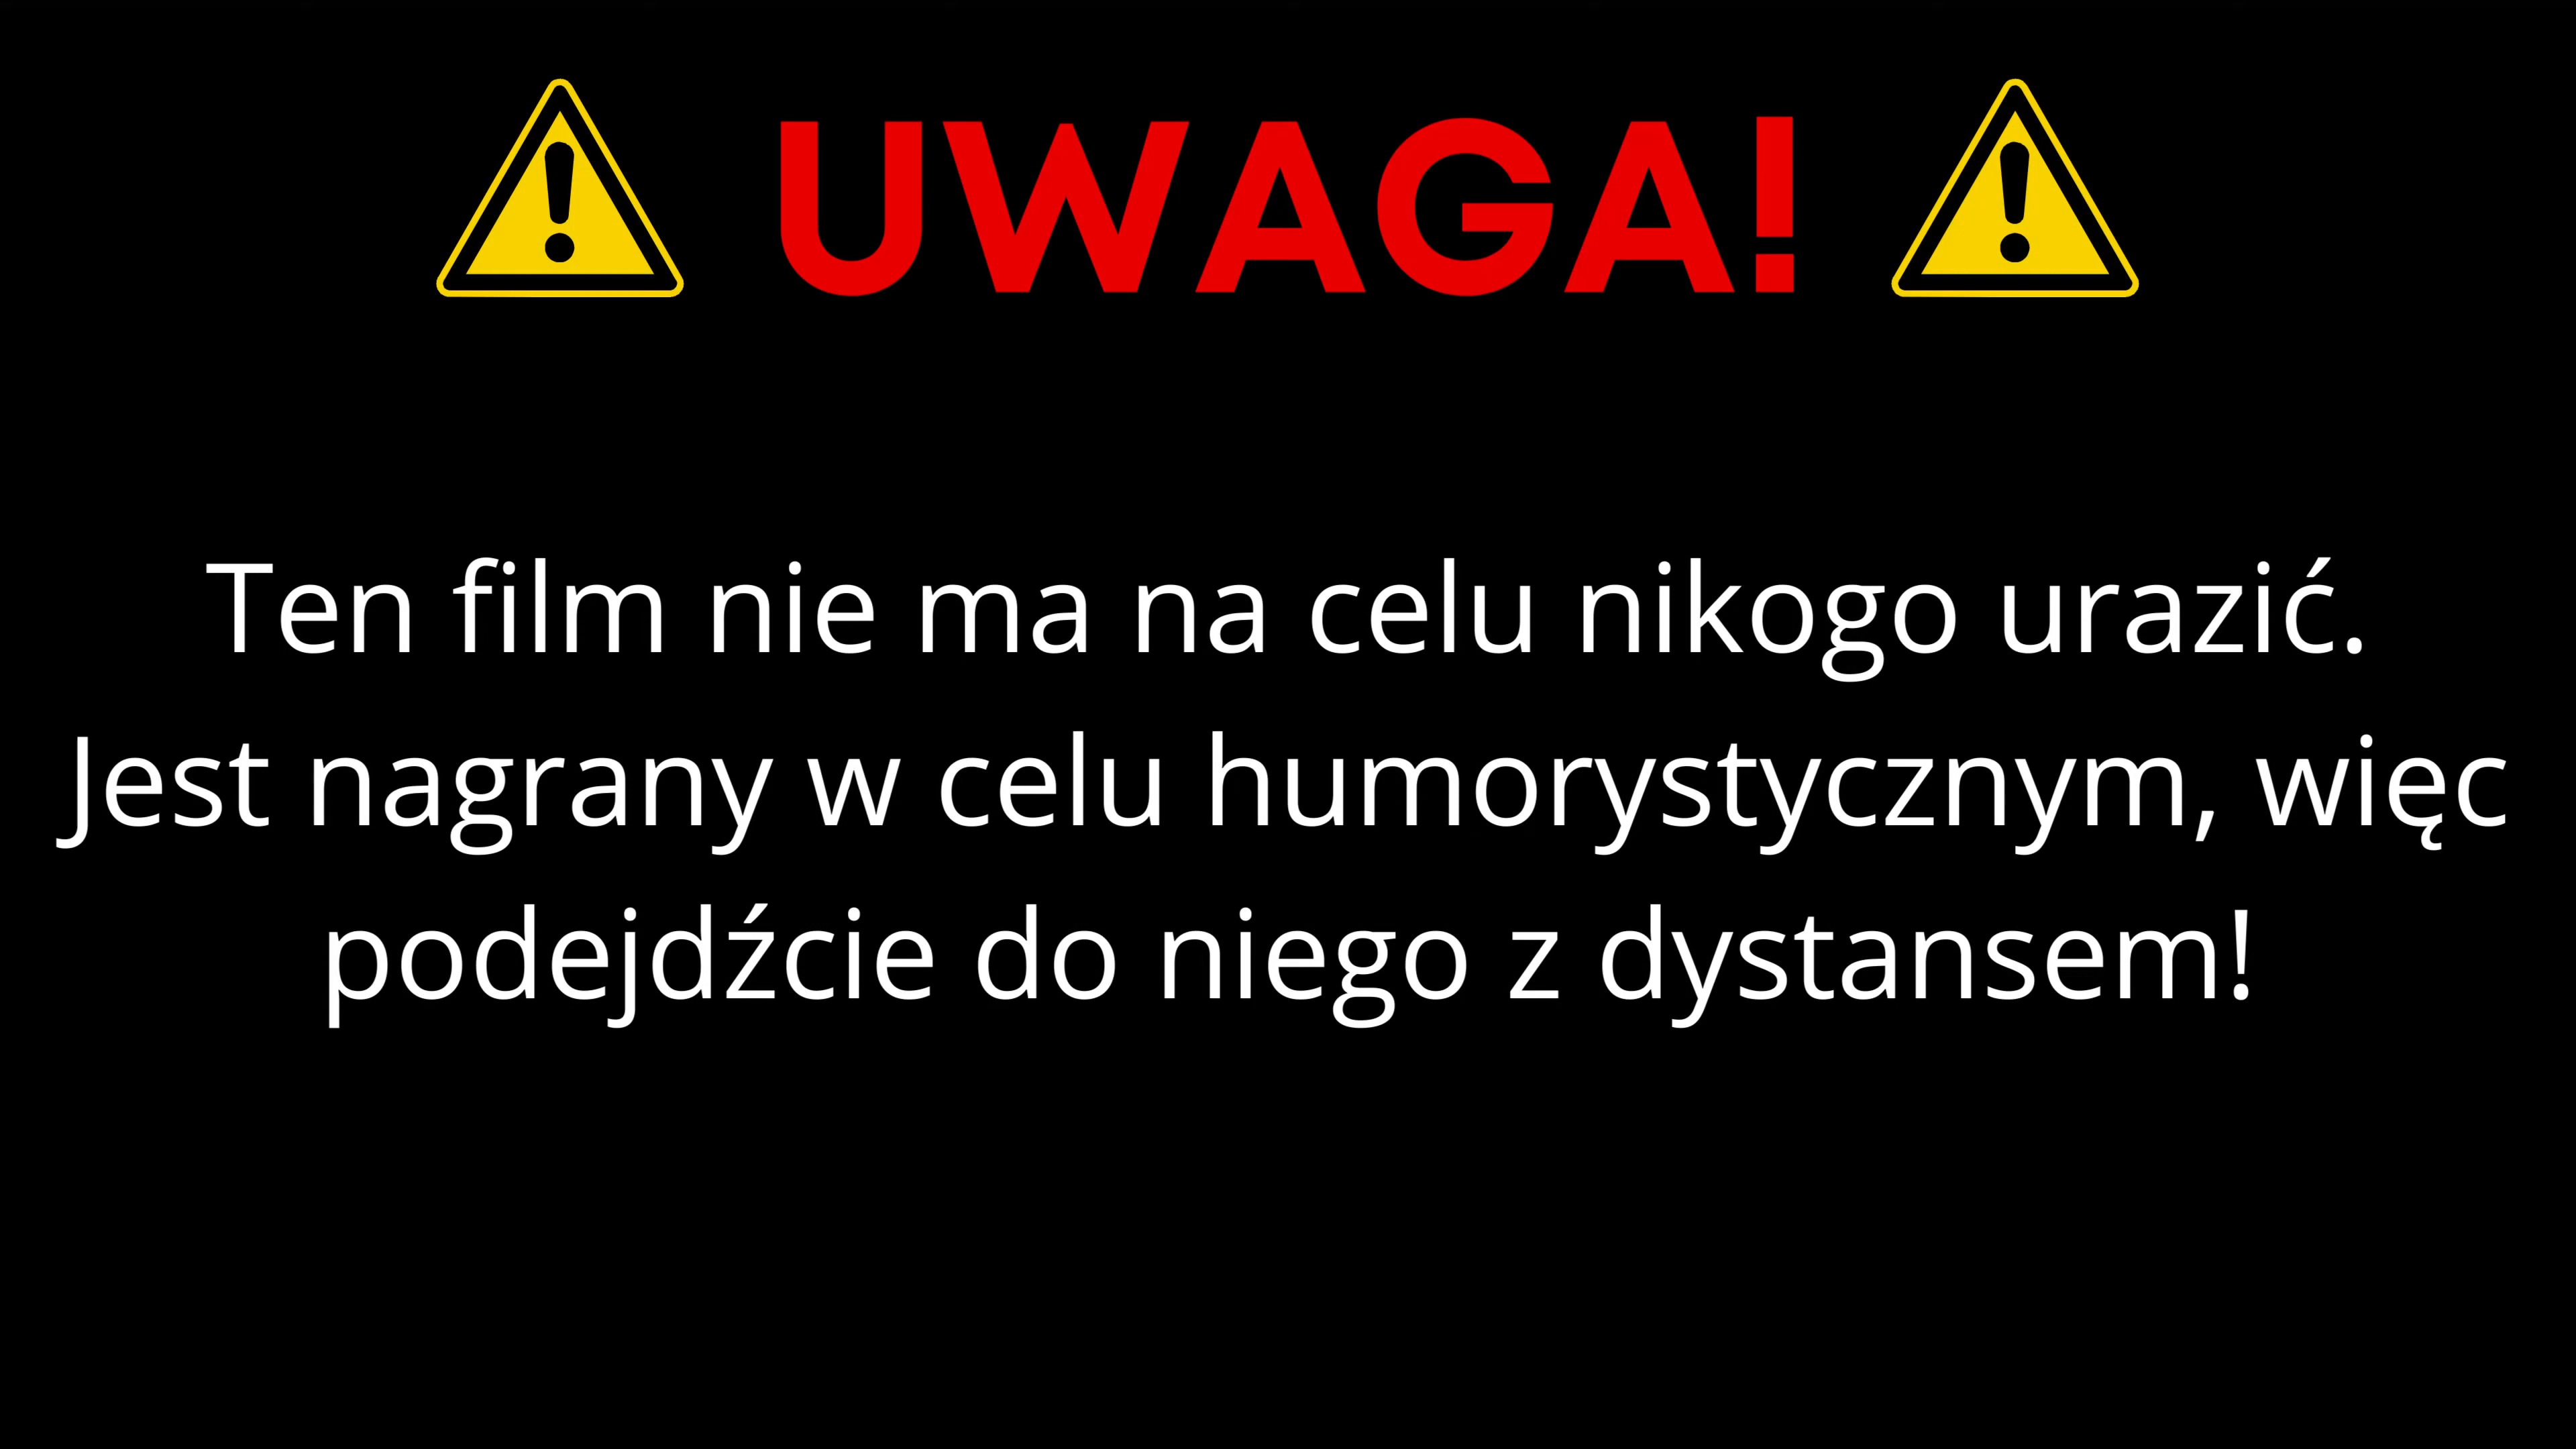 UWAGA!
Ten film nie ma na celu nikogo urazić.
Jest nagrany w celu humorystycznym, więc
podejdźcie do niego z dystansem!